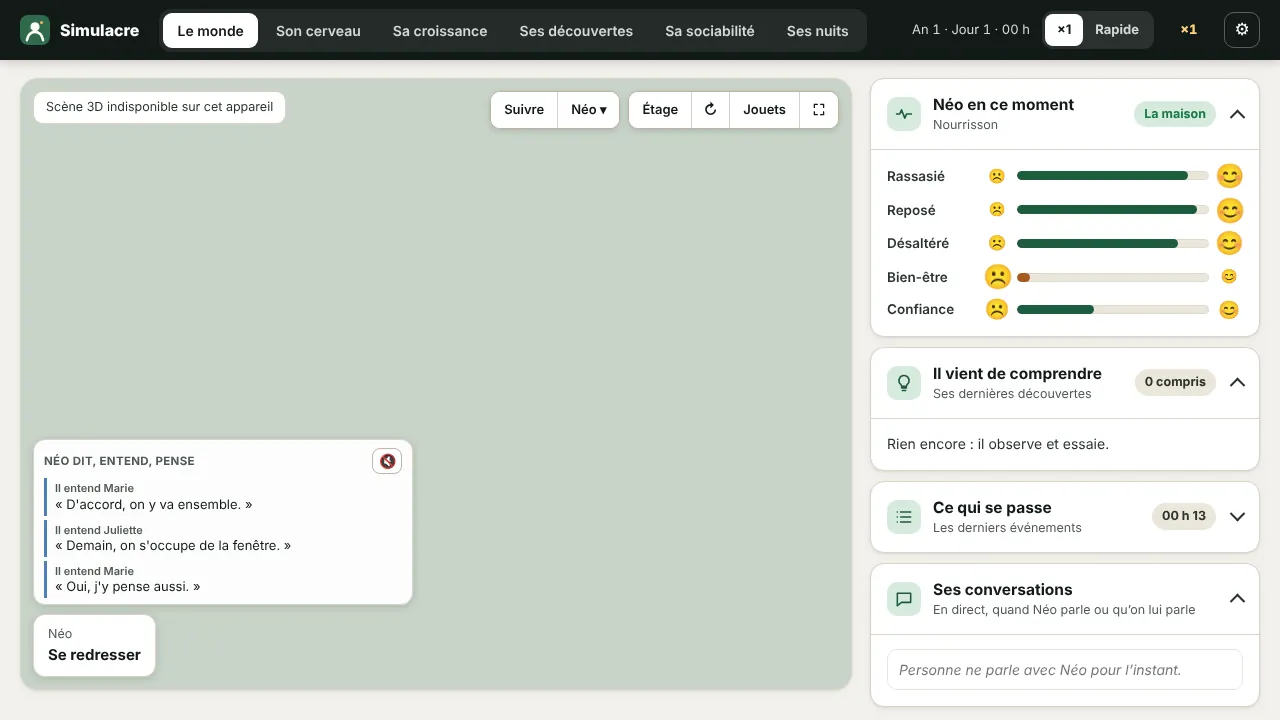 Simulacre
Le monde
Son cerveau
Sa croissance
Ses découvertes
Sa sociabilité
Ses nuits
An 1 · Jour 1 · 00 h
×1
Rapide
×1
Scène 3D indisponible sur cet appareil
Suivre
Néo ▾
Étage
Jouets
NÉO DIT, ENTEND, PENSE
Il entend Marie
« D'accord, on y va ensemble. »
Il entend Juliette
« Demain, on s'occupe de la fenêtre. »
Il entend Marie
« Oui, j'y pense aussi. »
Néo
Se redresser
Néo en ce moment
Nourrisson
La maison
Rassasié
Reposé
Désaltéré
Bien-être
Confiance
Il vient de comprendre
Ses dernières découvertes
0 compris
Rien encore : il observe et essaie.
Ce qui se passe
Les derniers événements
00 h 13
Ses conversations
En direct, quand Néo parle ou qu’on lui parle
Personne ne parle avec Néo pour l’instant.